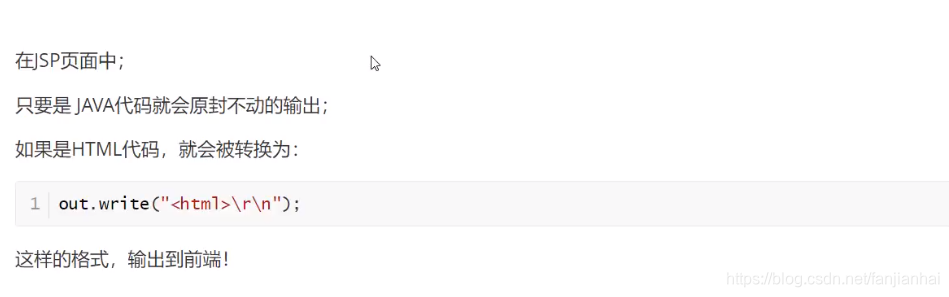 在JSP页面中；
只要是 JAVA代码就会原封不动的输出；
如果是HTML代码，就会被转换为：
1 out.write("<html>\r\n");
这样的格式，输出到前端！
https://blog.csdn.net/fanjianhai